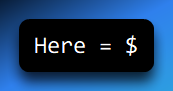 Here = $